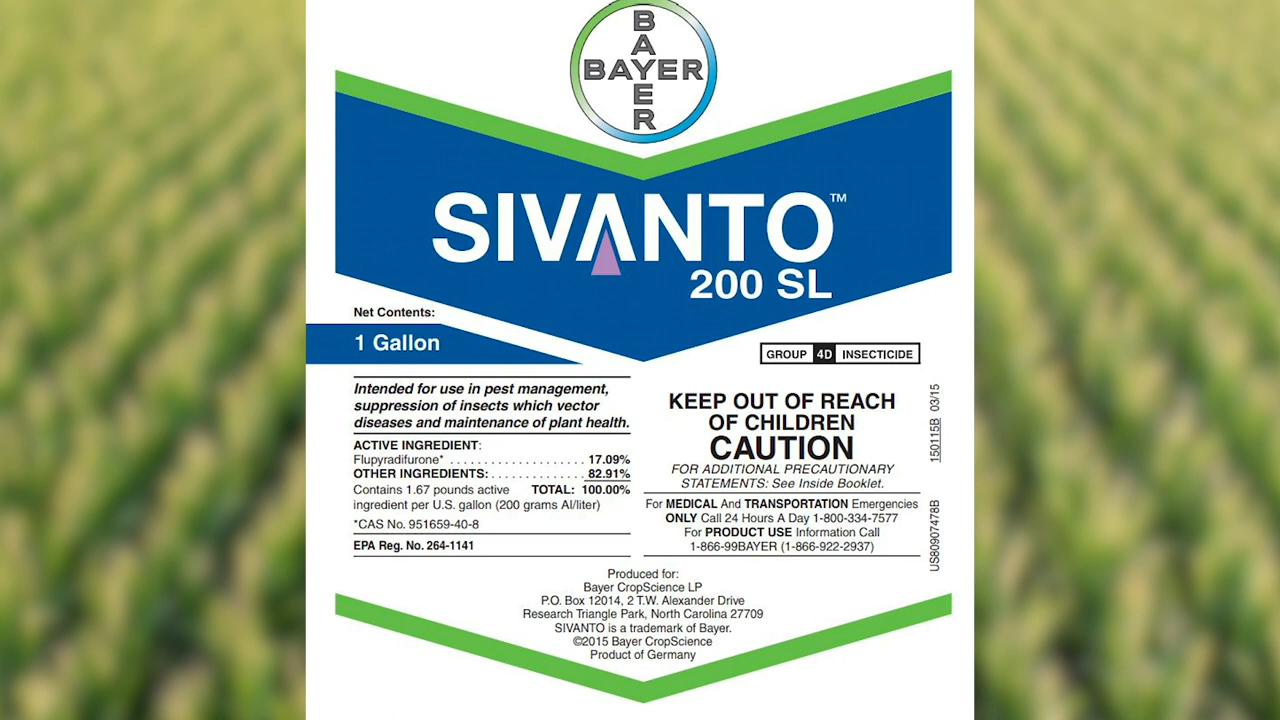 BAYER
BAYER
SIVANTO™
200 SL
Net Contents:
1 Gallon
GROUP 4D INSECTICIDE
Intended for use in pest management,
suppression of insects which vector
diseases and maintenance of plant health.
ACTIVE INGREDIENT:
Flupyradifurone* . . . . . . . . . . . . . . . . . . . . . 17.09%
OTHER INGREDIENTS: . . . . . . . . . . . . . . 82.91%
Contains 1.67 pounds active TOTAL: 100.00%
ingredient per U.S. gallon (200 grams AI/liter)
*CAS No. 951659-40-8
EPA Reg. No. 264-1141
KEEP OUT OF REACH
OF CHILDREN
CAUTION
FOR ADDITIONAL PRECAUTIONARY
STATEMENTS: See Inside Booklet.
For MEDICAL And TRANSPORTATION Emergencies
ONLY Call 24 Hours A Day 1-800-334-7577
For PRODUCT USE Information Call
1-866-99BAYER (1-866-922-2937)
US80907478B 150115B 03/15
Produced for:
Bayer CropScience LP
P.O. Box 12014, 2 T.W. Alexander Drive
Research Triangle Park, North Carolina 27709
SIVANTO is a trademark of Bayer.
©2015 Bayer CropScience
Product of Germany